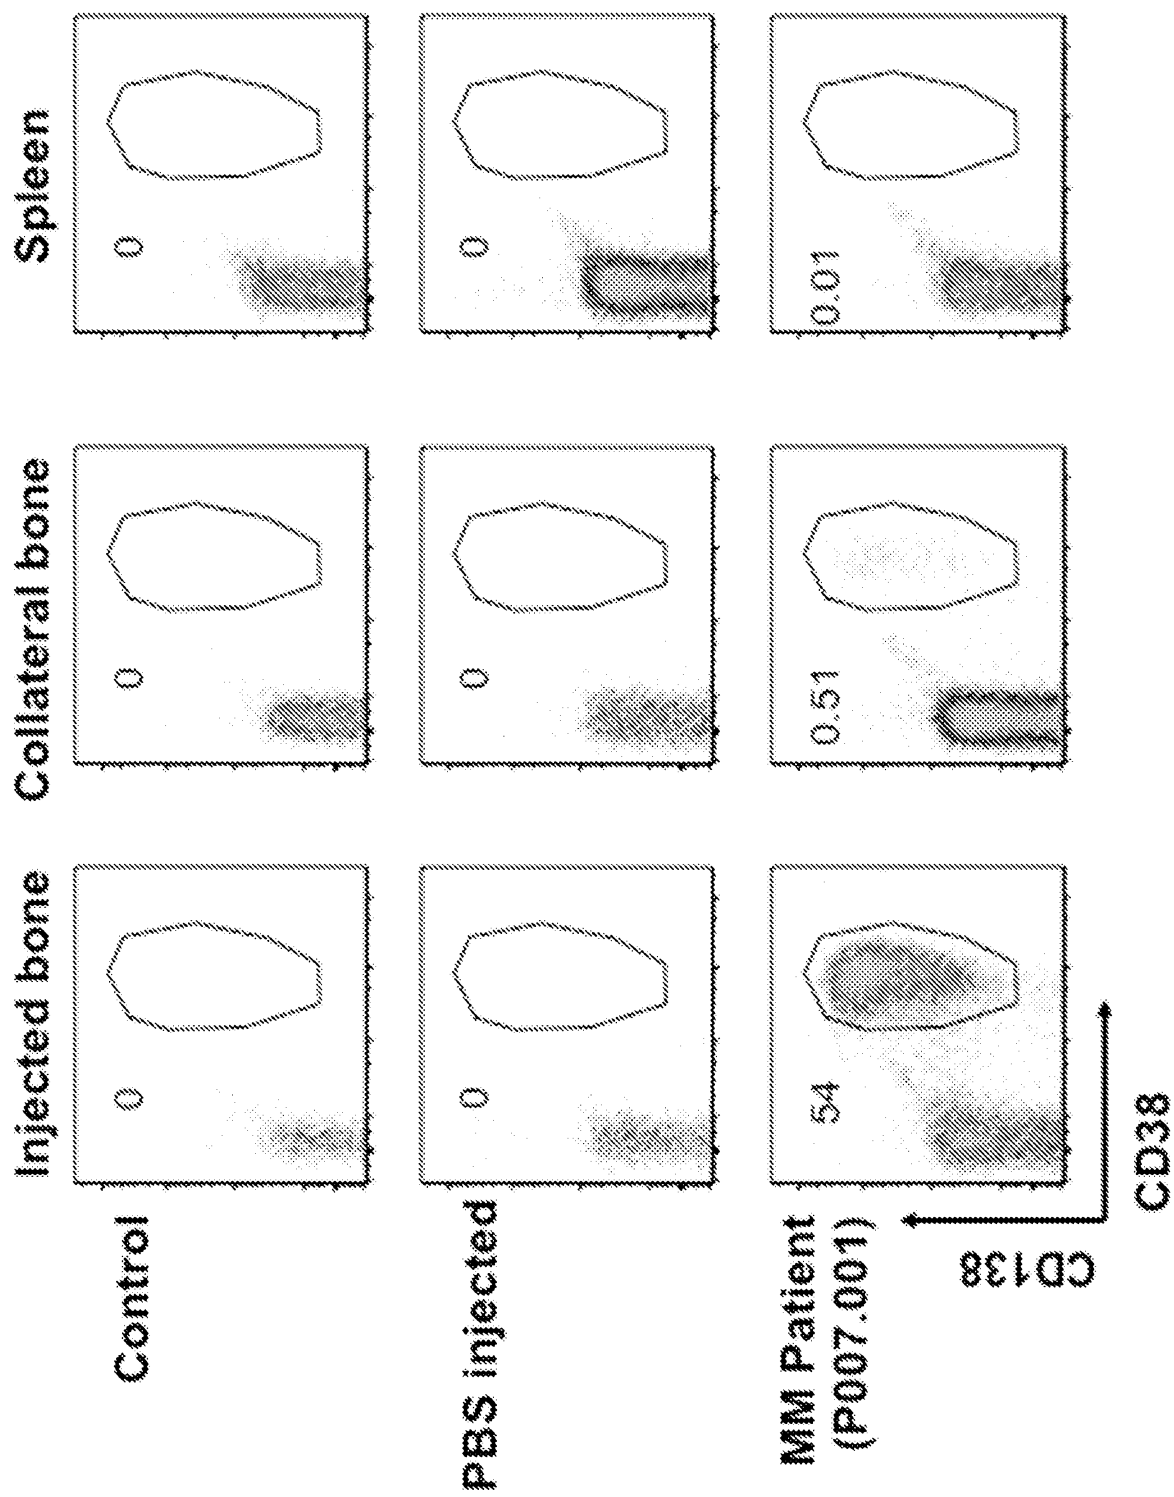 Injected bone
Collateral bone
Spleen
Control
0
0
0
PBS injected
0
0
0
MM Patient
(P007.001)
54
0.51
0.01
CD138
CD38